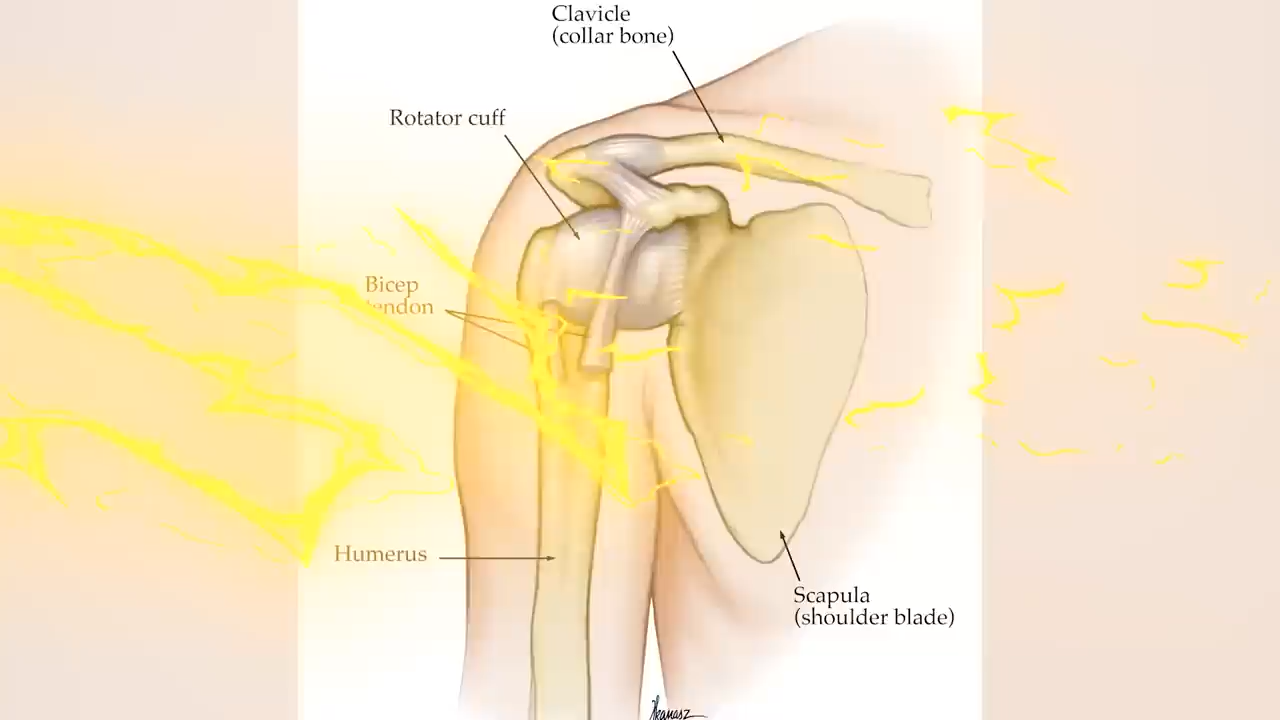 Clavicle
(collar bone)
Rotator cuff
Bicep
tendon
Humerus
Scapula
(shoulder blade)